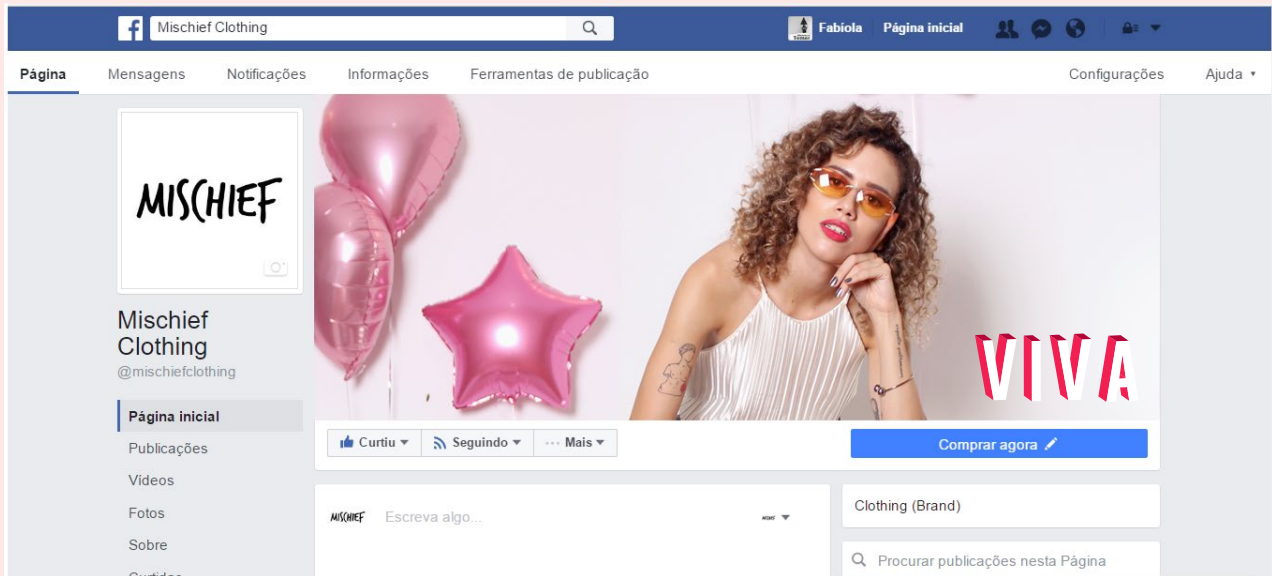 Mischief Clothing
Fabíola
Página inicial
Página
Mensagens
Notificações
Informações
Ferramentas de publicação
Configurações
Ajuda
MISCHIEF
Mischief
Clothing
@mischiefclothing
Página inicial
Publicações
Vídeos
Fotos
Sobre
Curtidas
VIVA
Curtiu
Seguindo
Mais
Comprar agora
MISCHIEF
Escreva algo...
Clothing (Brand)
Procurar publicações nesta Página